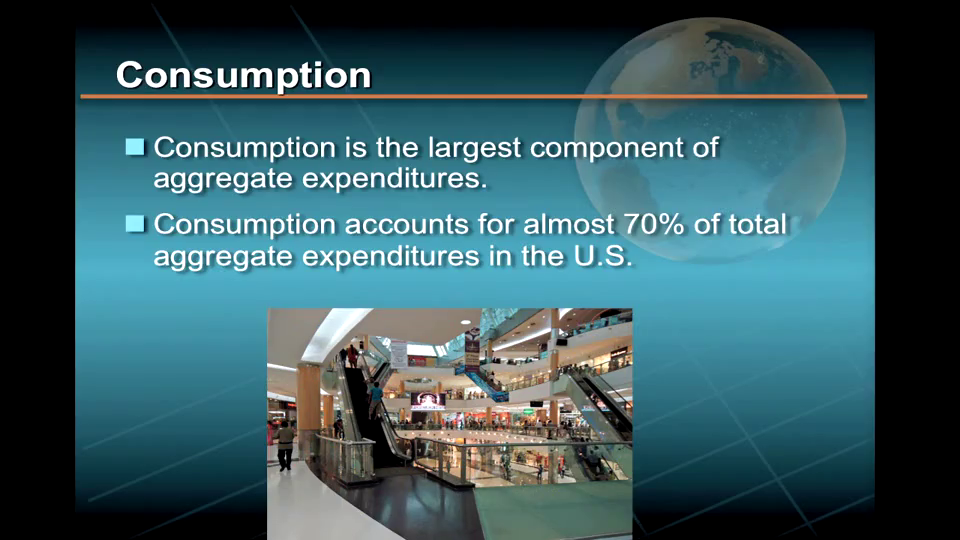 Consumption
Consumption is the largest component of
aggregate expenditures.
Consumption accounts for almost 70% of total
aggregate expenditures in the U.S.